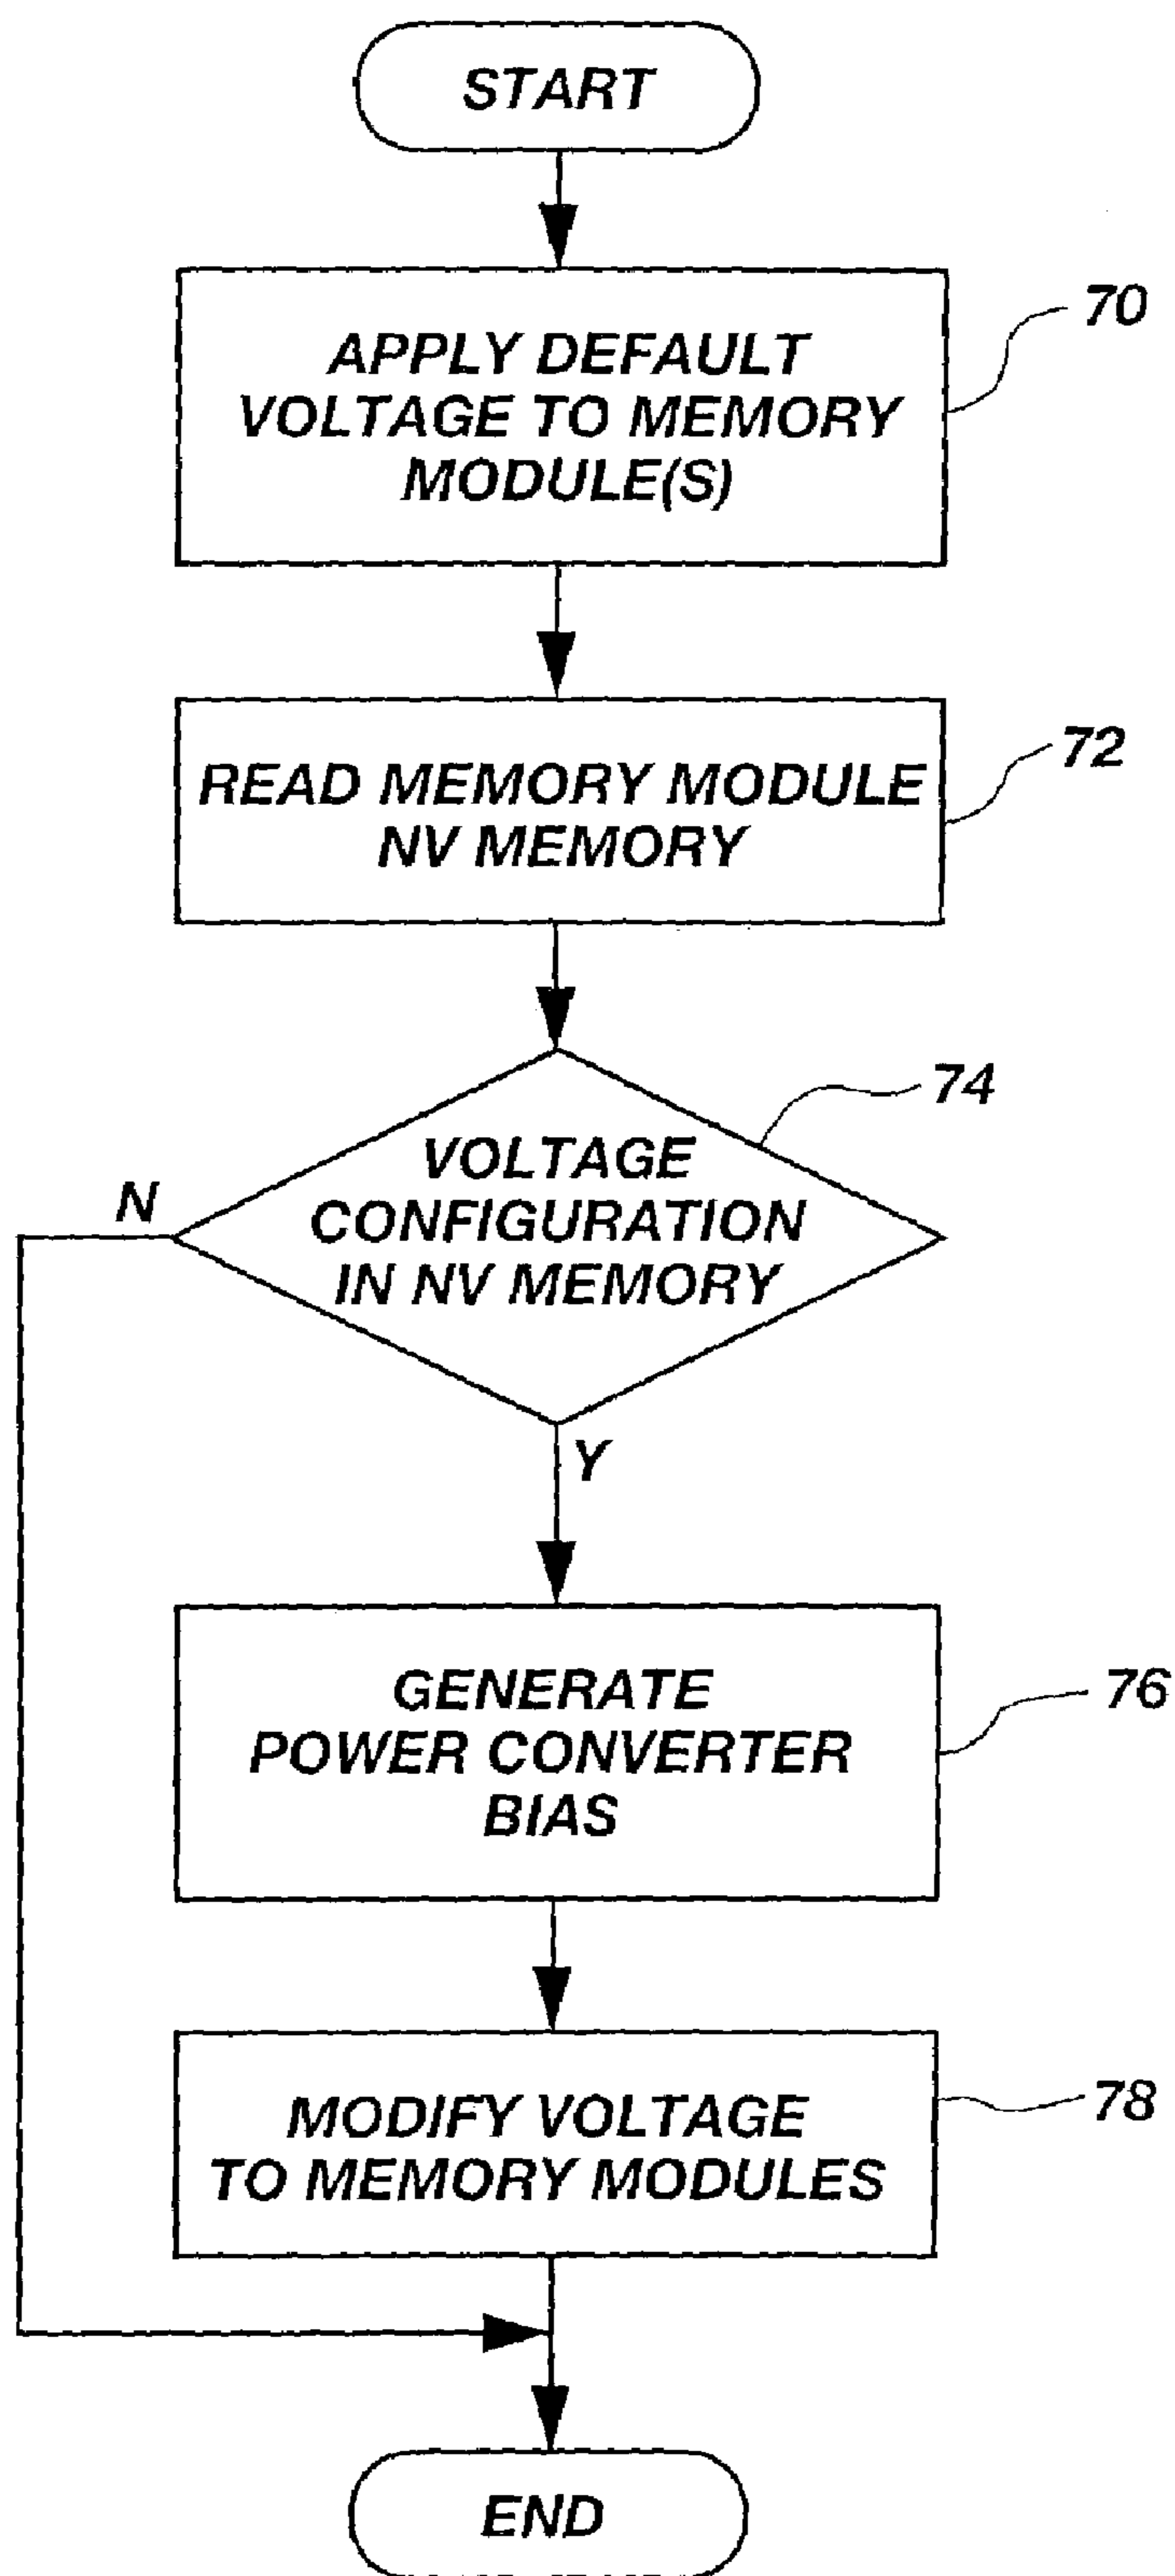 START
APPLY DEFAULT
VOLTAGE TO MEMORY
MODULE(S)
70
READ MEMORY MODULE
NV MEMORY
72
74
VOLTAGE
CONFIGURATION
IN NV MEMORY
N
Y
GENERATE
POWER CONVERTER
BIAS
76
MODIFY VOLTAGE
TO MEMORY MODULES
78
END